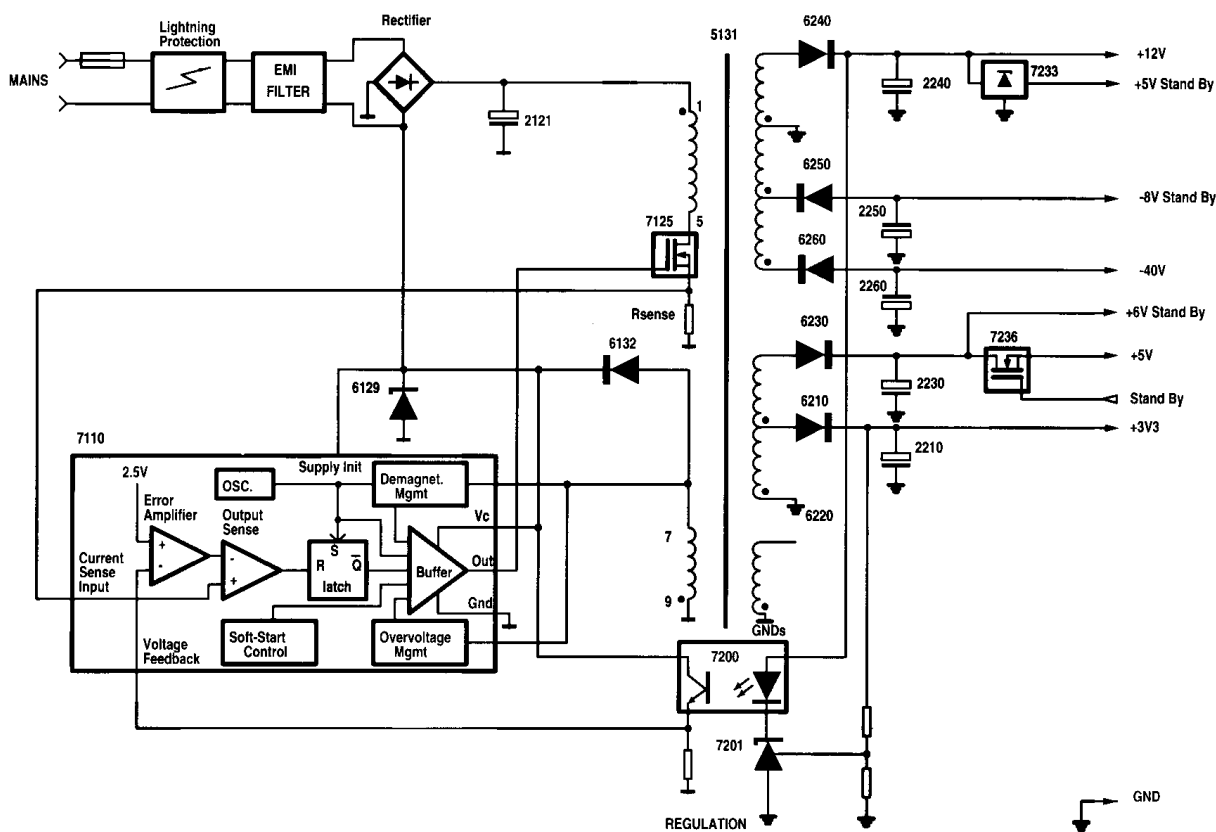 Lightning
Protection
Rectifier
5131
6240
+12V
MAINS
EMI
FILTER
2121
1
2240
7233
+5V Stand By
6250
-8V Stand By
7125
5
2250
6260
-40V
2260
Rsense
+6V Stand By
6230
7236
+5V
6132
6129
2230
Stand By
6210
+3V3
7110
2210
2.5V
OSC.
Supply Init
Demagnet.
Mgmt
Error
Amplifier
Output
Sense
Vc
6220
+
-
-
+
S
R
Q
latch
Buffer
Out
7
Current
Sense
Input
Gnd
9
Soft-Start
Control
Overvoltage
Mgmt
Voltage
Feedback
GNDs
7200
7201
REGULATION
GND